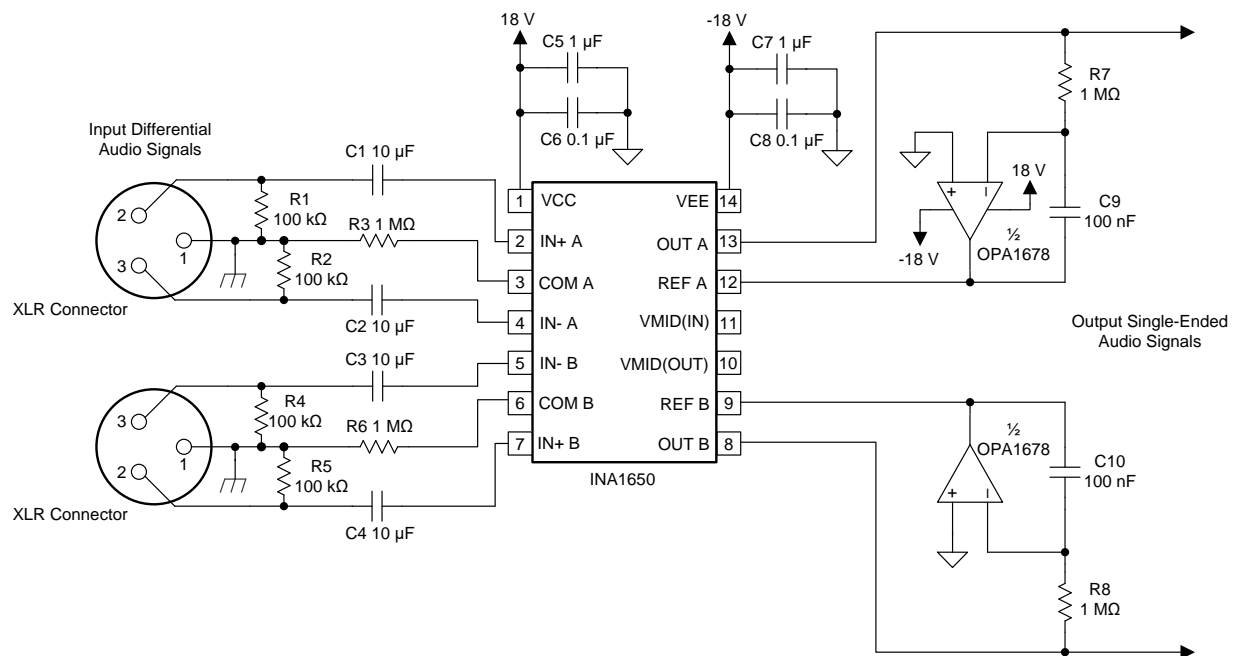 18 V
-18 V
C5 1 µF
C7 1 µF
C6 0.1 µF
C8 0.1 µF
R7
1 MΩ
Input Differential
Audio Signals
C1 10 µF
2
R1
100 kΩ
R3 1 MΩ
1
R2
100 kΩ
3
C2 10 µF
XLR Connector
C3 10 µF
3
R4
100 kΩ
R6 1 MΩ
1
R5
100 kΩ
2
C4 10 µF
XLR Connector
1 VCC
VEE 14
2 IN+ A
OUT A 13
3 COM A
REF A 12
4 IN- A
VMID(IN) 11
5 IN- B
VMID(OUT) 10
6 COM B
REF B 9
7 IN+ B
OUT B 8
INA1650
18 V
+
–
-18 V
½
OPA1678
C9
100 nF
Output Single-Ended
Audio Signals
½
OPA1678
C10
100 nF
+
–
R8
1 MΩ